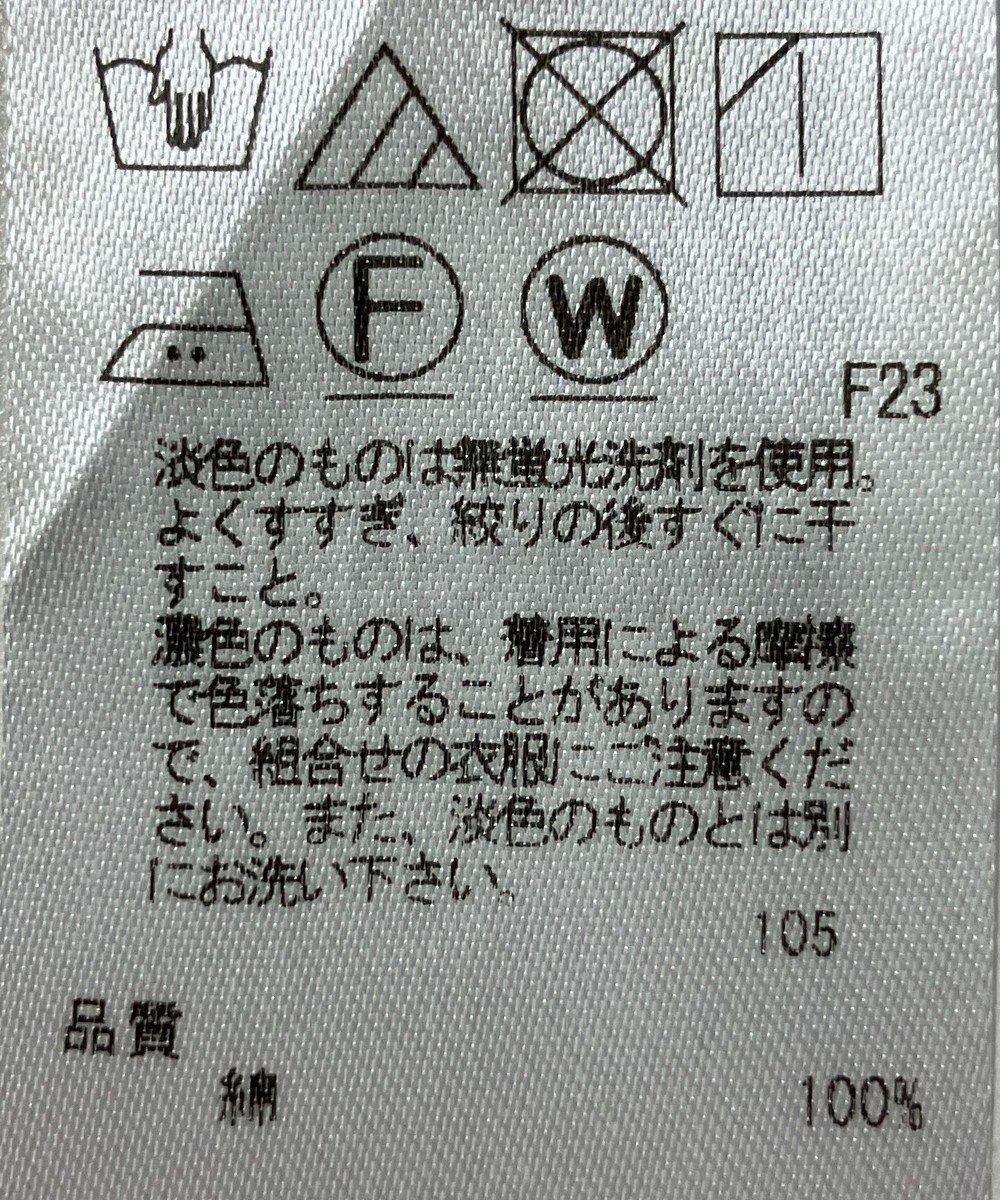 F
W
F23
淡色のものは無蛍光洗剤を使用。
よくすすぎ、絞りの後すぐに干
すこと。
濃色のものは、着用による摩擦
で色落ちすることがありますの
で、組合せの衣服にご注意くだ
さい。また、淡色のものとは別
にお洗い下さい。
105
品質
綿
100%